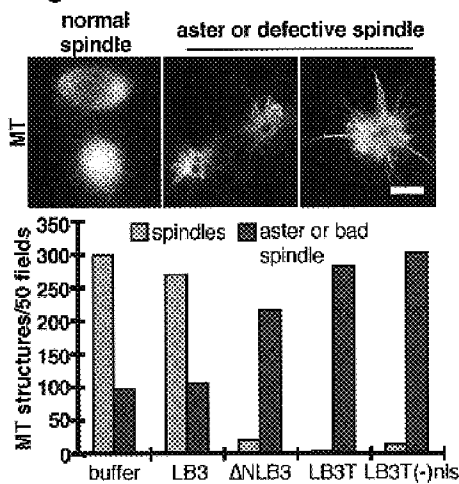 normal
spindle
aster or defective spindle
MT
MT structures/50 fields
350
300
250
200
150
100
50
0
spindles
aster or bad
spindle
buffer
LB3
ΔNLB3
LB3T
LB3T(-)nls